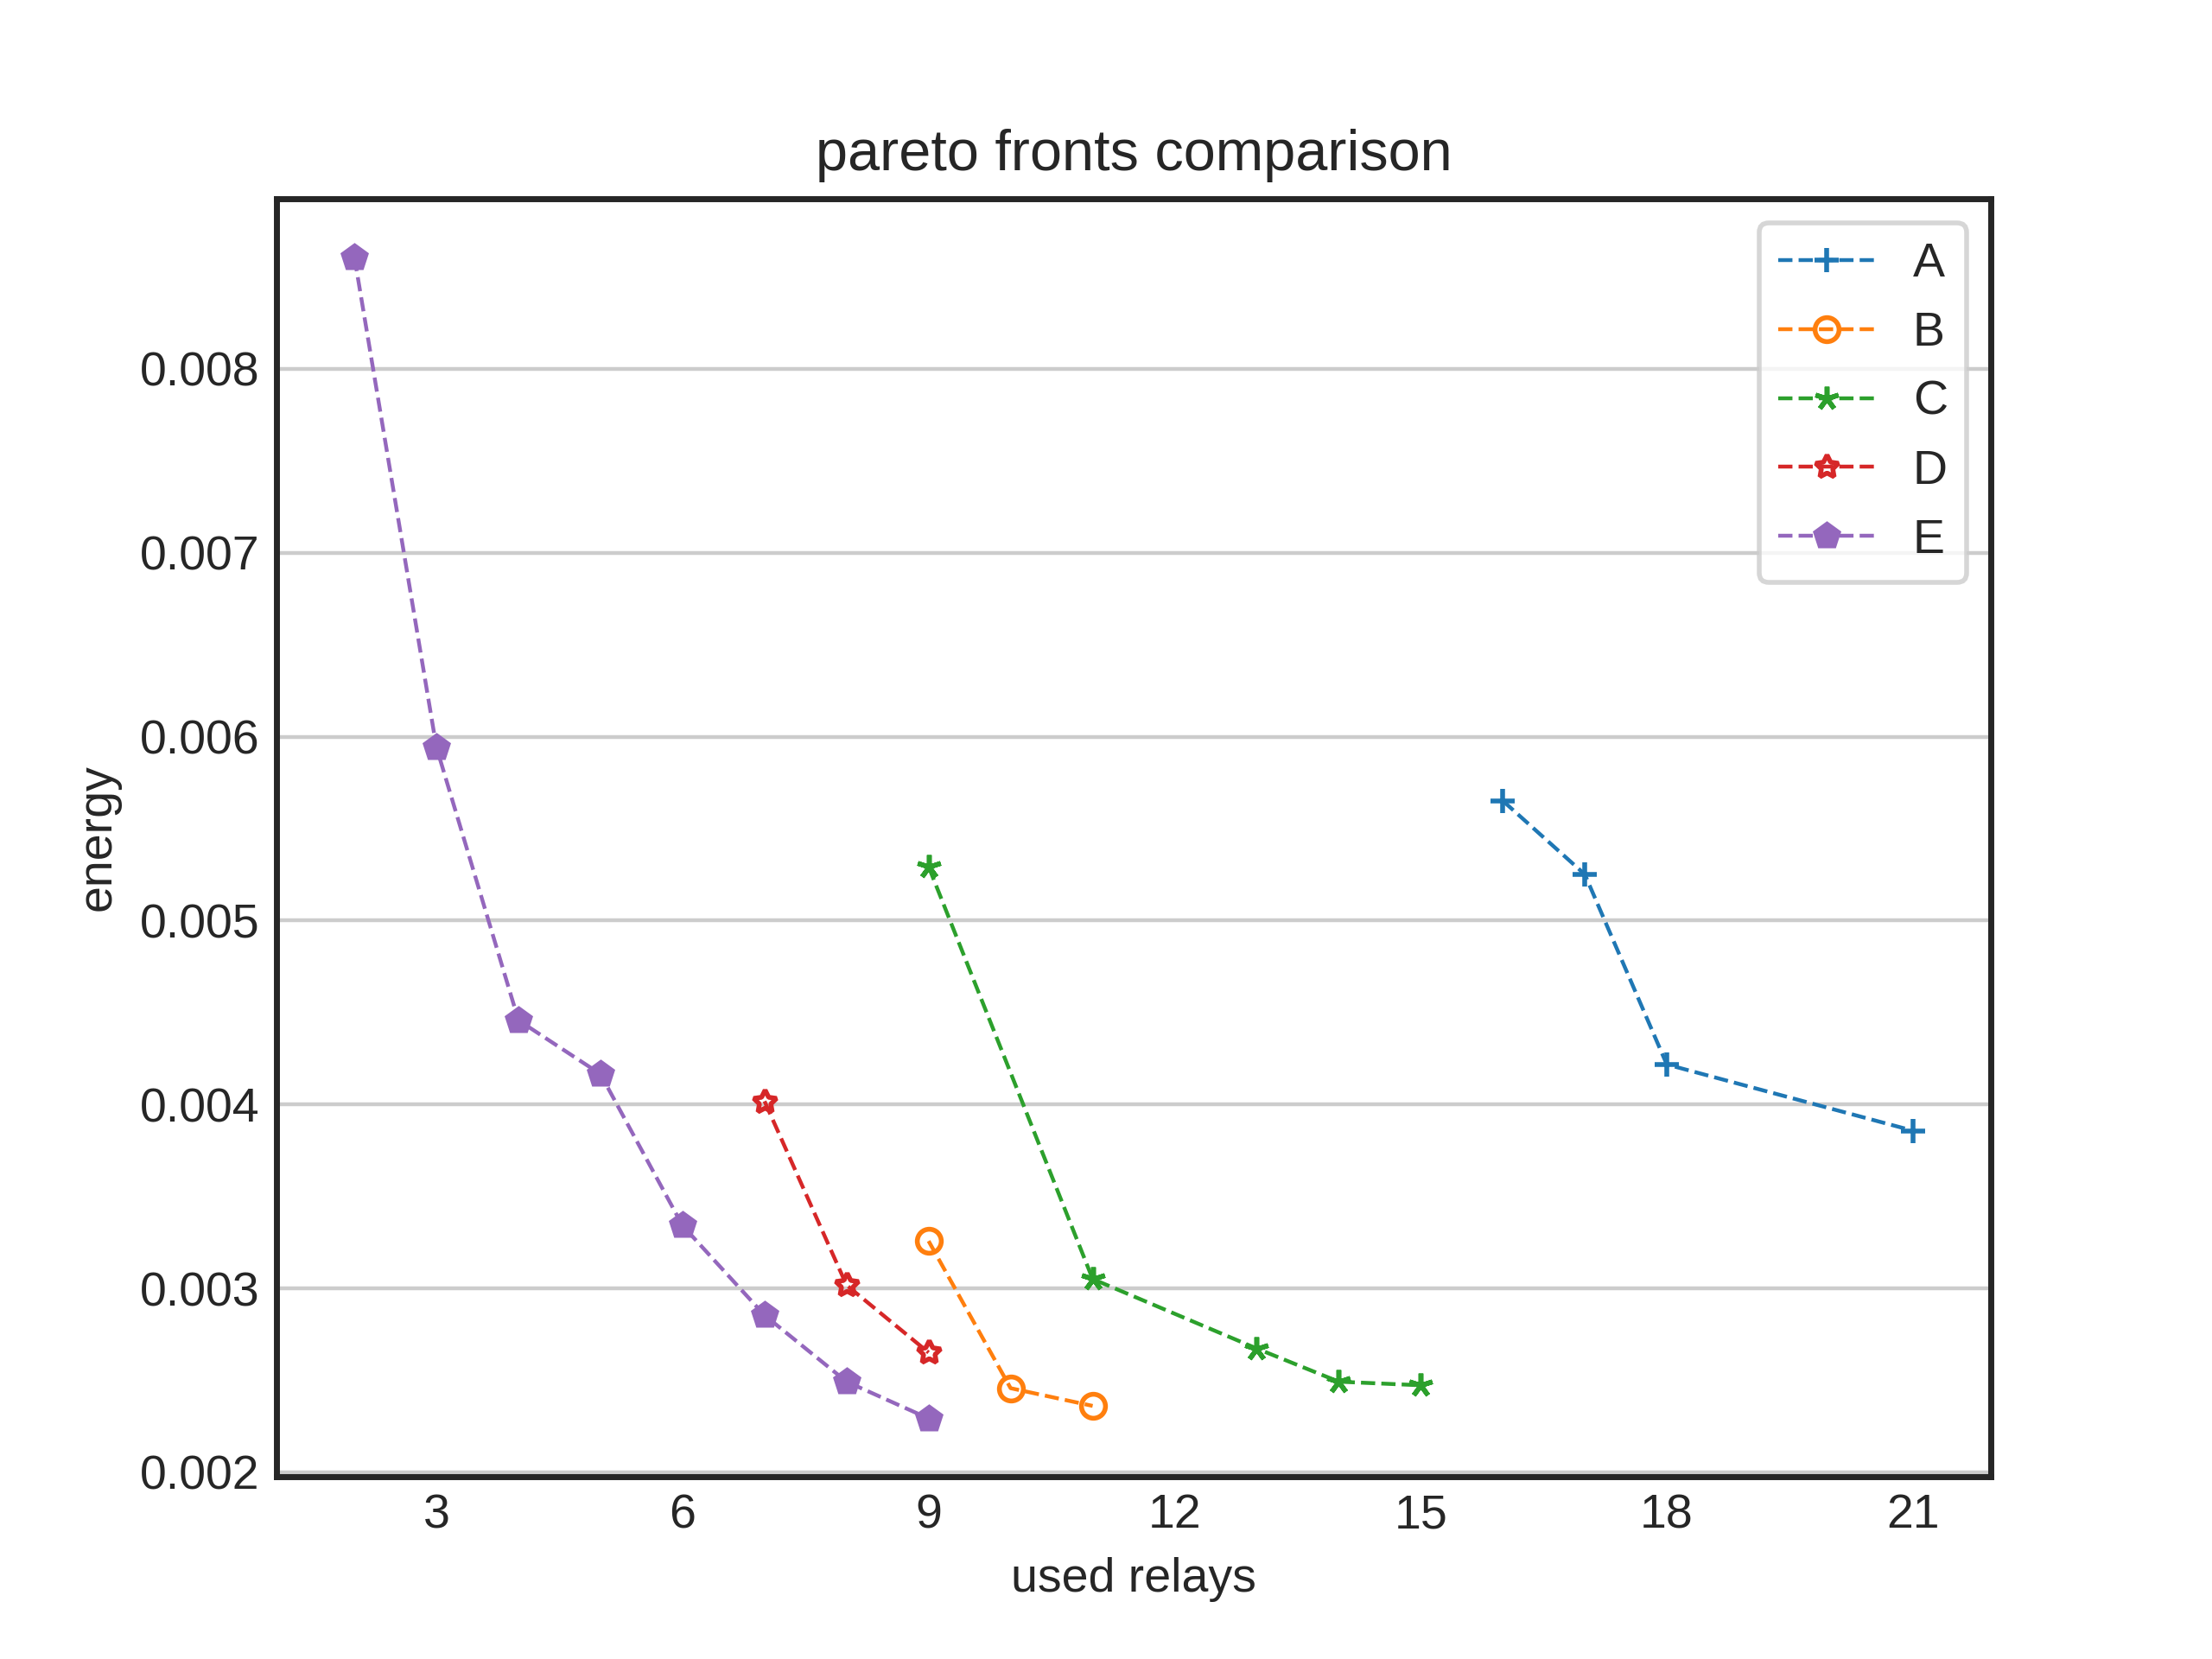 pareto fronts comparison
A
B
C
D
E
0.008
0.007
0.006
0.005
0.004
0.003
0.002
energy
3 6 9 12 15 18 21
used relays